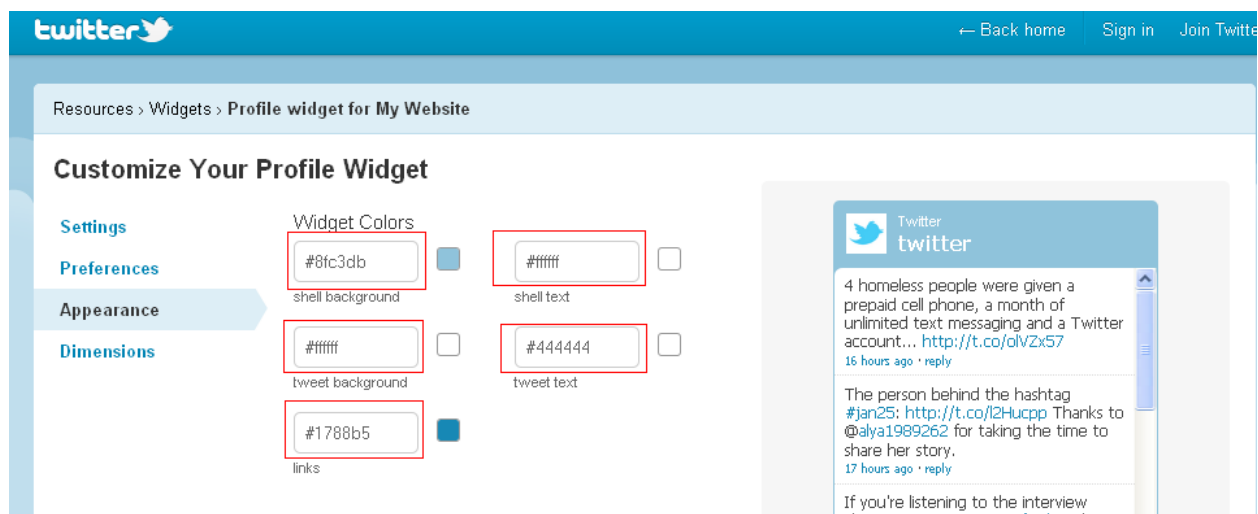 twitter
← Back home Sign in Join Twitte
Resources › Widgets › Profile widget for My Website
Customize Your Profile Widget
Settings
Preferences
Appearance
Dimensions
Widget Colors
#8fc3db
shell background
#ffffff
shell text
#ffffff
tweet background
#444444
tweet text
#1788b5
links
Twitter
twitter
4 homeless people were given a
prepaid cell phone, a month of
unlimited text messaging and a Twitter
account... http://t.co/olVZx57
16 hours ago · reply
The person behind the hashtag
#jan25: http://t.co/l2Hucpp Thanks to
@alya1989262 for taking the time to
share her story.
17 hours ago · reply
If you're listening to the interview